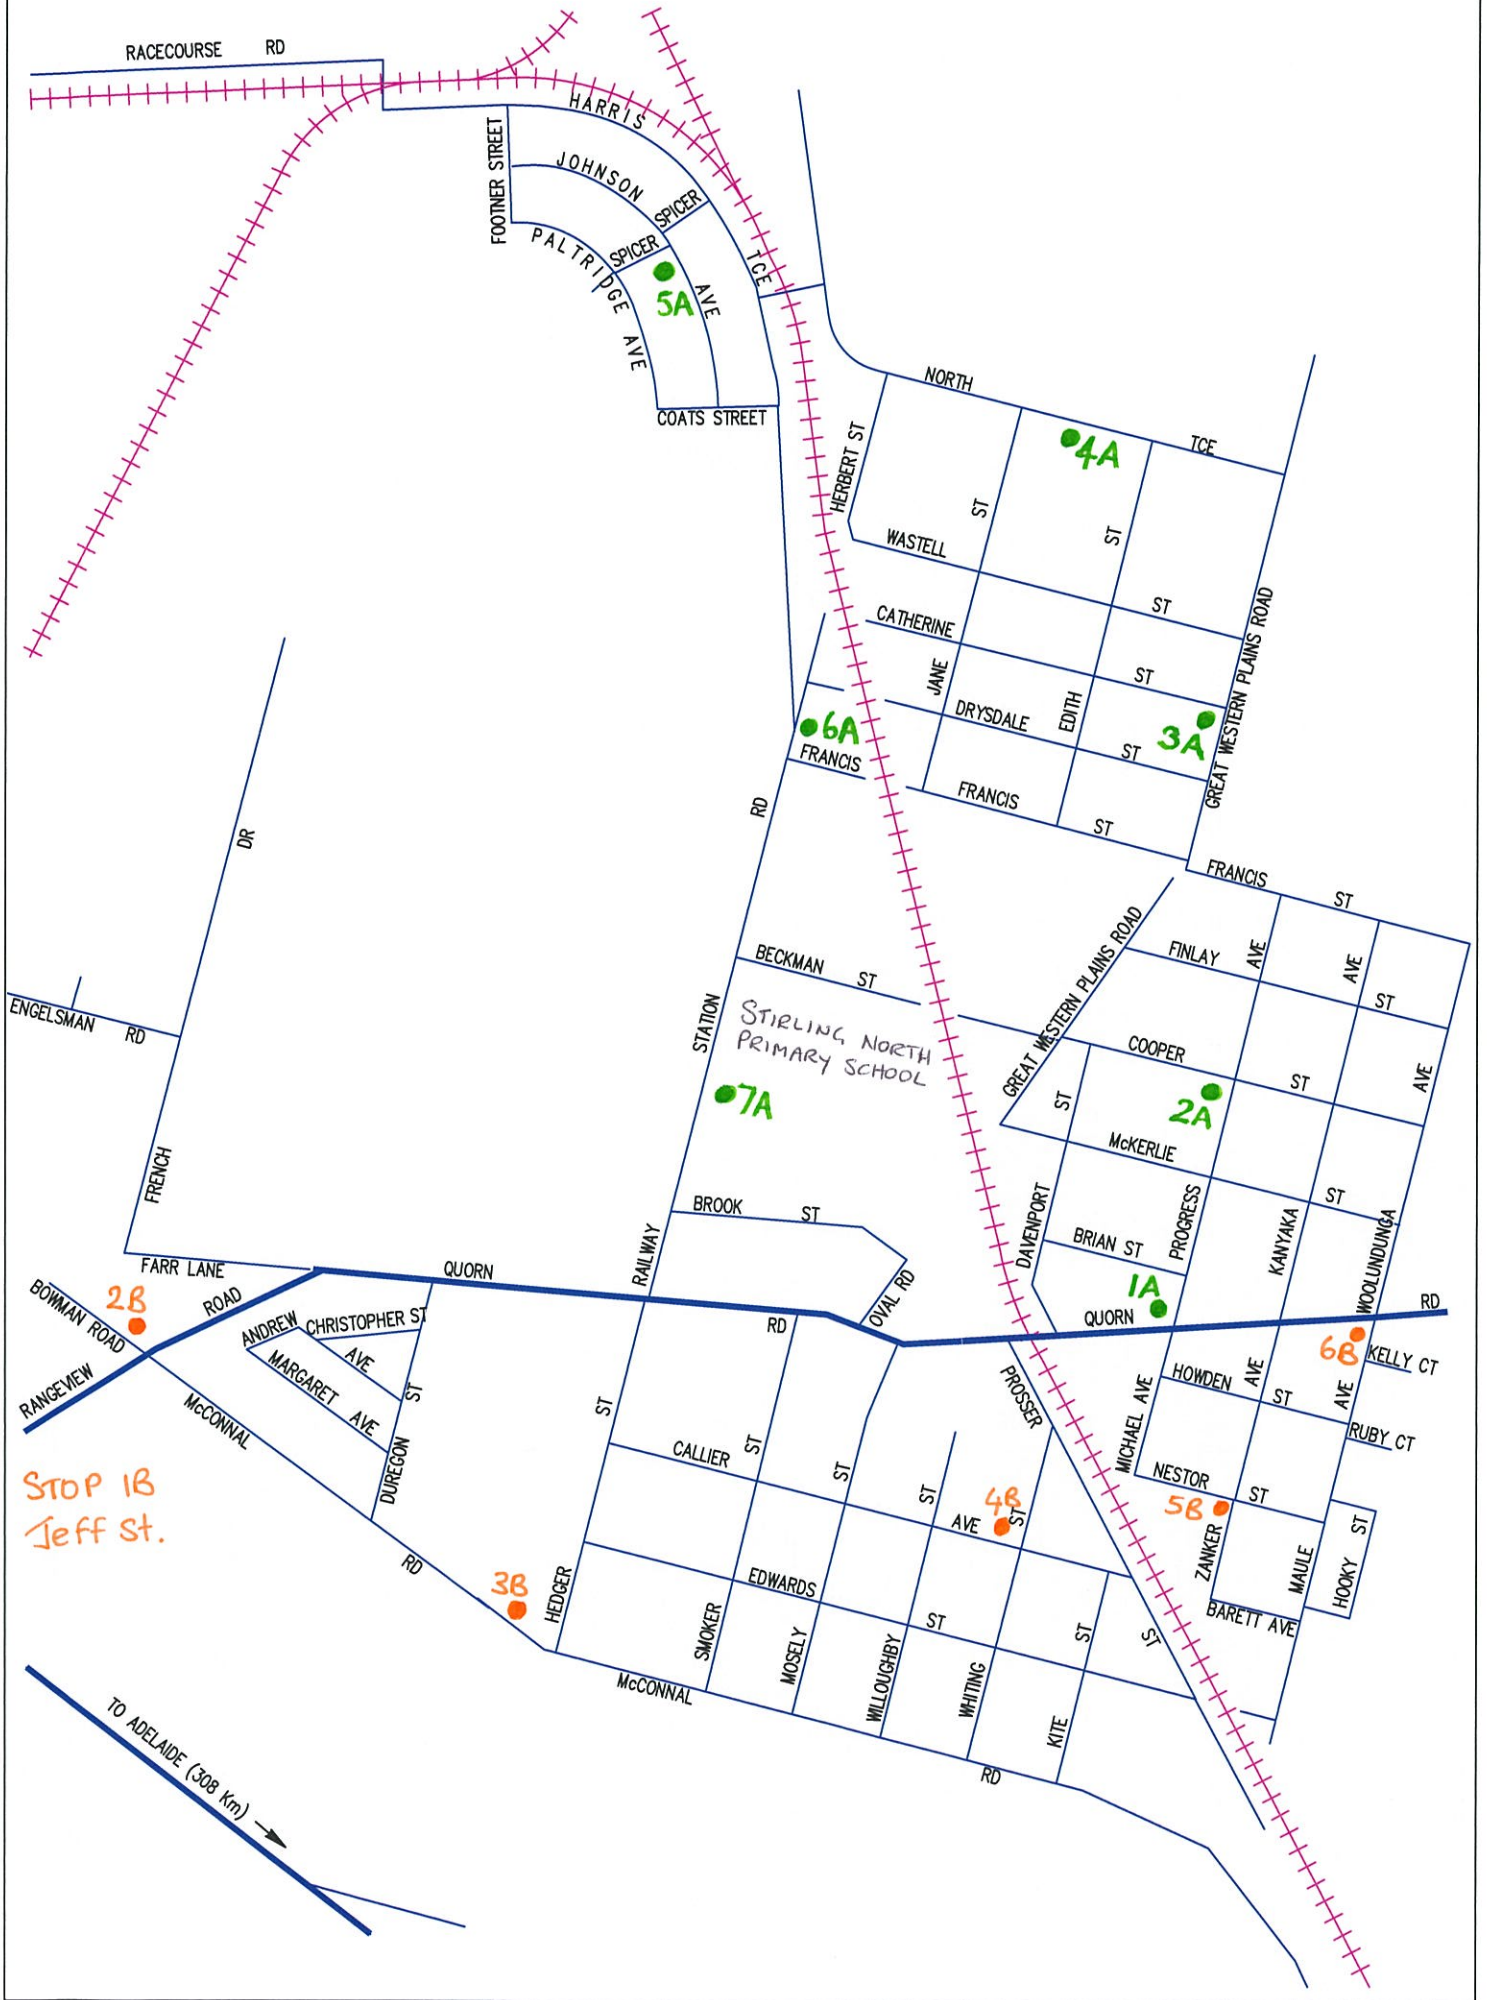 RACECOURSE RD
HARRIS
FOOTNER STREET
JOHNSON
SPICER
SPICER
PALTRIDGE AVE
5A
AVE
TCE
COATS STREET
NORTH
TCE
4A
HERBERT ST
ST
ST
WASTELL
ST
CATHERINE
ST
JANE
EDITH
DRYSDALE
ST
3A
GREAT WESTERN PLAINS ROAD
6A
FRANCIS
FRANCIS
ST
RD
DR
FRANCIS
ST
GREAT WESTERN PLAINS ROAD
FINLAY
AVE
AVE
ST
BECKMAN
ST
ENGELSMAN
RD
STATION
STIRLING NORTH
PRIMARY SCHOOL
COOPER
ST
AVE
ST
7A
2A
McKERLIE
ST
FRENCH
BROOK
ST
DAVENPORT
PROGRESS
KANYAKA
WOOLUNDUNGA
BRIAN ST
RAILWAY
FARR LANE
QUORN
OVAL RD
1A
QUORN
RD
BOWMAN ROAD
2B
ROAD
ANDREW
CHRISTOPHER ST
RD
AVE
MARGARET AVE
ST
RANGEVIEW
McCONNAL
PROSSER
6B
KELLY CT
HOWDEN
AVE
ST
AVE
MICHAEL AVE
RUBY CT
ST
CALLIER
ST
ST
ST
DUREGON
NESTOR
ST
5B
4B
AVE
ST
STOP 1B
Jeff St.
ST
ZANKER
MAULE
HOOKY
RD
3B
HEDGER
EDWARDS
ST
BARETT AVE
SMOKER
MOSELY
WILLOUGHBY
WHITING
ST
KITE
ST
McCONNAL
RD
TO ADELAIDE (308 Km)